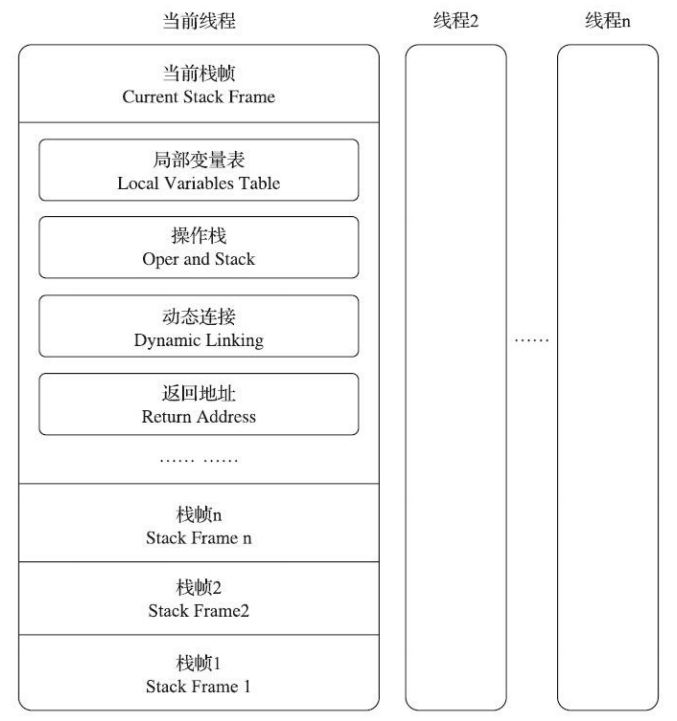 当前线程
线程2
线程n
当前栈帧
Current Stack Frame
局部变量表
Local Variables Table
操作栈
Oper and Stack
动态连接
Dynamic Linking
返回地址
Return Address
…… ……
……
栈帧n
Stack Frame n
栈帧2
Stack Frame2
栈帧1
Stack Frame 1